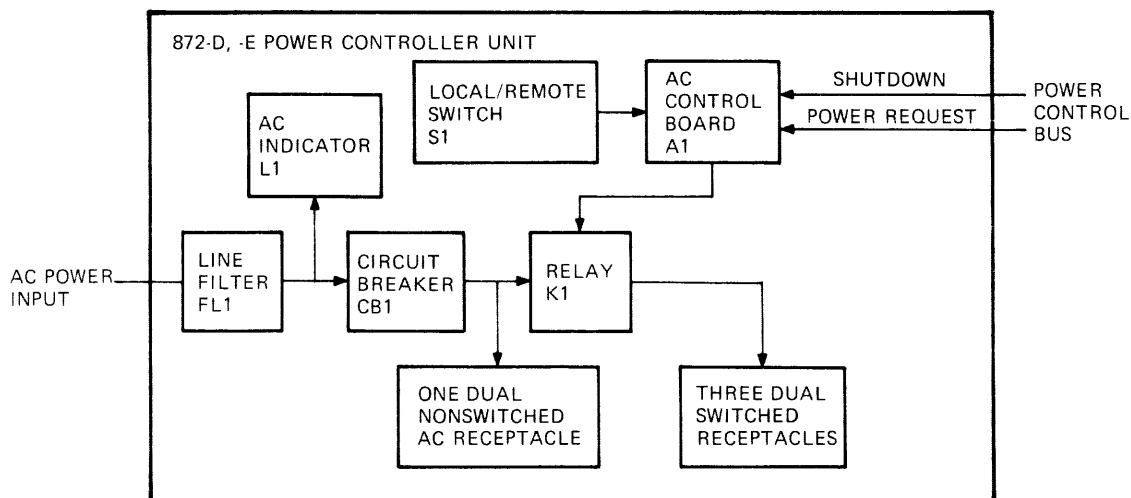 872-D, -E POWER CONTROLLER UNIT
LOCAL/REMOTE
SWITCH
S1
AC
CONTROL
BOARD
A1
SHUTDOWN
POWER REQUEST
POWER
CONTROL
BUS
AC
INDICATOR
L1
AC POWER
INPUT
LINE
FILTER
FL1
CIRCUIT
BREAKER
CB1
RELAY
K1
ONE DUAL
NONSWITCHED
AC RECEPTACLE
THREE DUAL
SWITCHED
RECEPTACLES